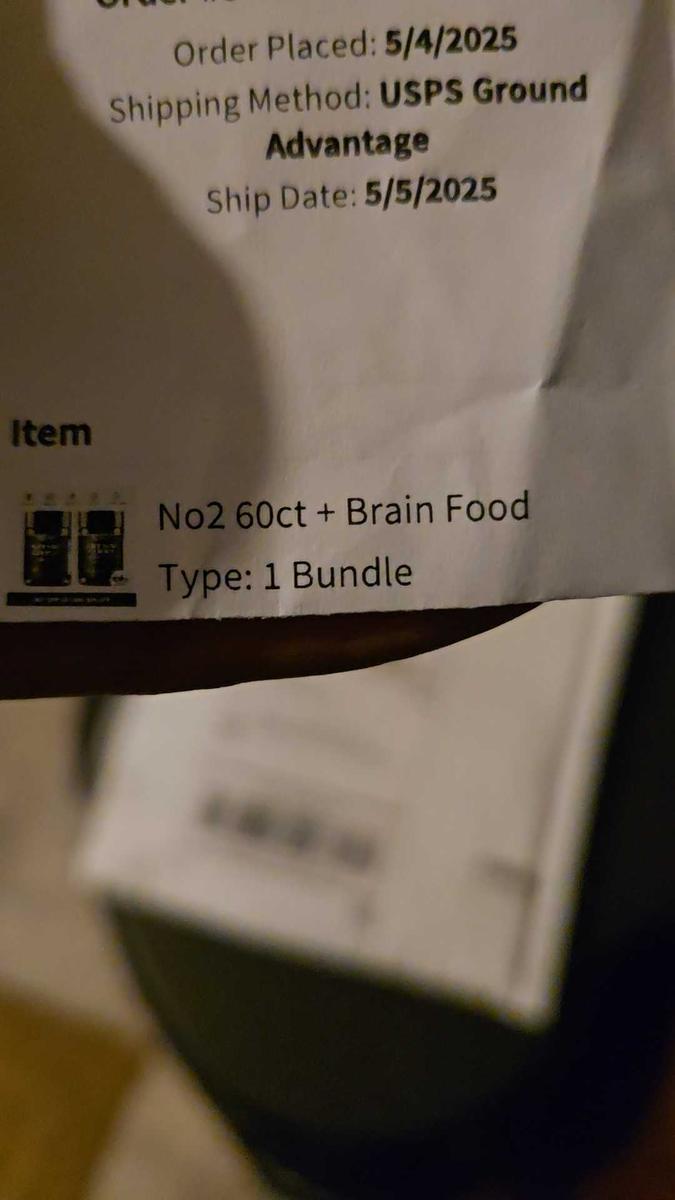 Order Placed: 5/4/2025
Shipping Method: USPS Ground
Advantage
Ship Date: 5/5/2025
Item
No2 60ct + Brain Food
Type: 1 Bundle